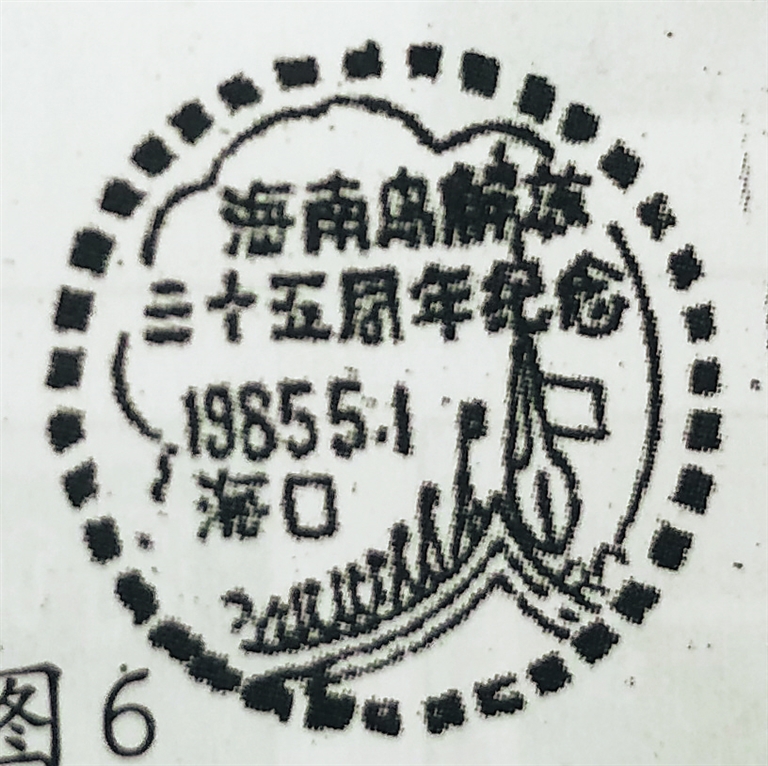 海南岛解放
三十五周年纪念
1985.5.1
海口
图6